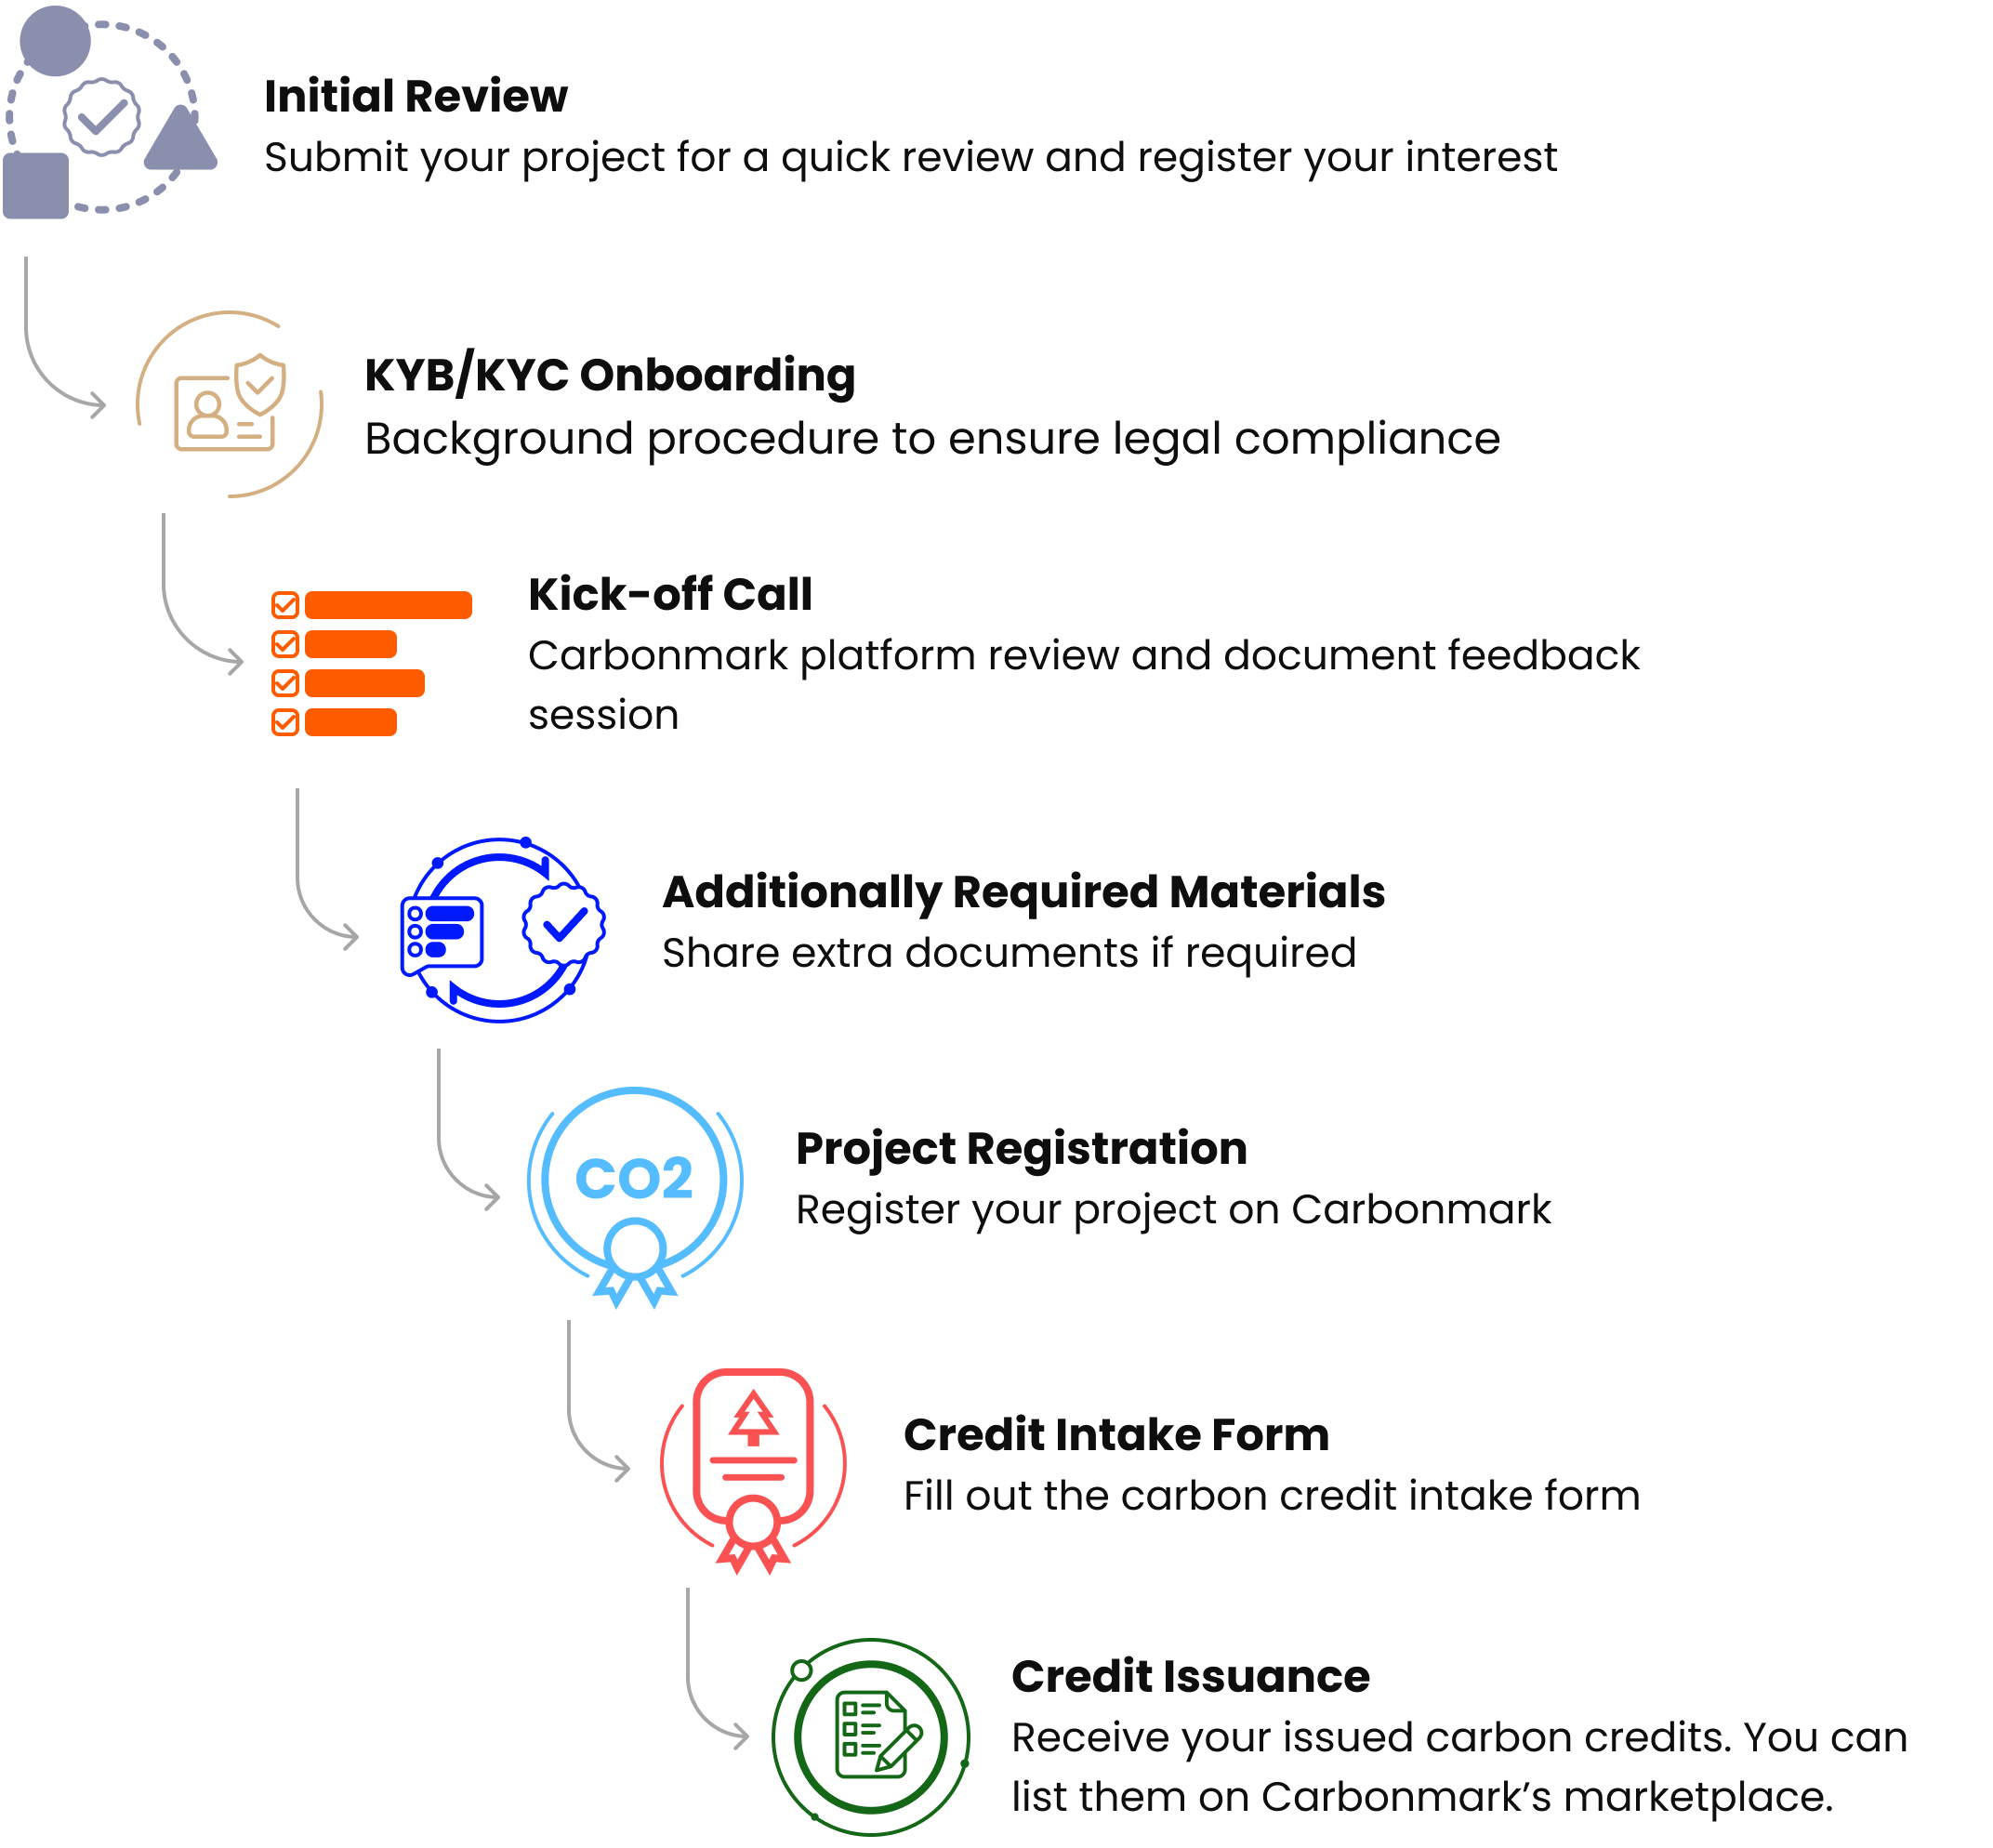 Initial Review
Submit your project for a quick review and register your interest
KYB/KYC Onboarding
Background procedure to ensure legal compliance
Kick-off Call
Carbonmark platform review and document feedback
session
Additionally Required Materials
Share extra documents if required
CO2
Project Registration
Register your project on Carbonmark
Credit Intake Form
Fill out the carbon credit intake form
Credit Issuance
Receive your issued carbon credits. You can
list them on Carbonmark’s marketplace.